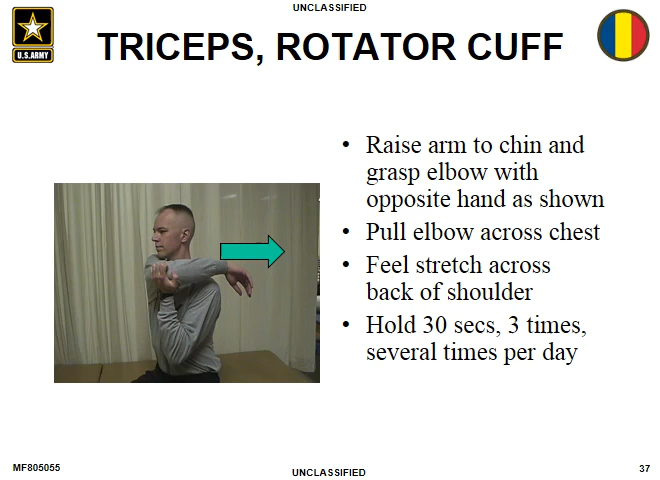 UNCLASSIFIED
U.S.ARMY
TRICEPS, ROTATOR CUFF
• Raise arm to chin and
grasp elbow with
opposite hand as shown
• Pull elbow across chest
• Feel stretch across
back of shoulder
• Hold 30 secs, 3 times,
several times per day
MF805055
UNCLASSIFIED
37